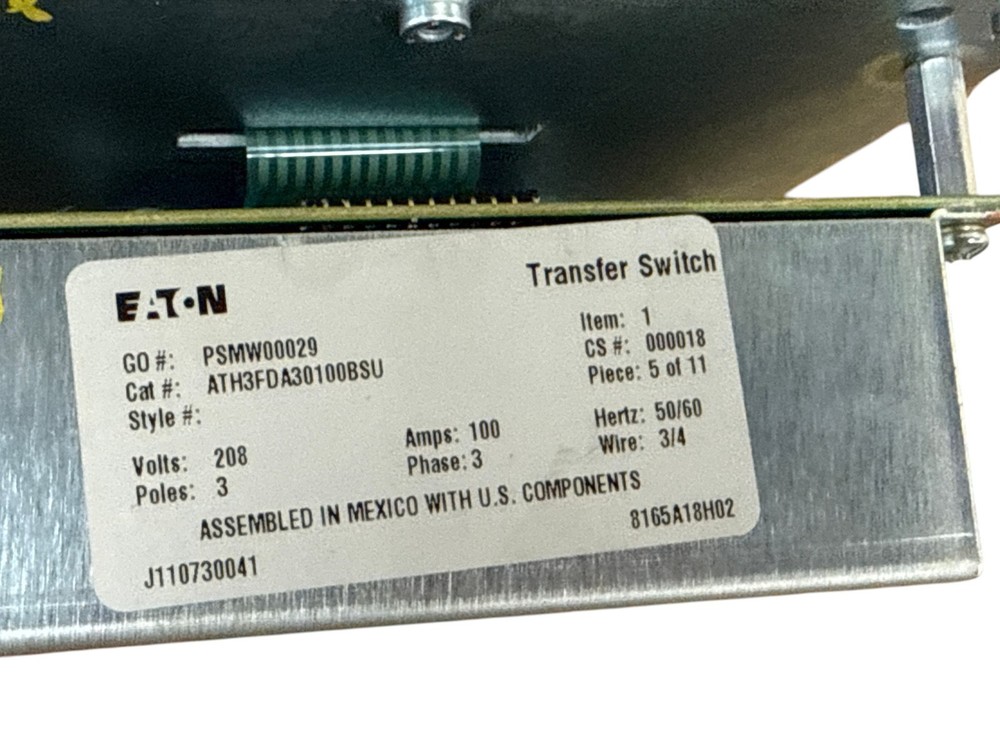 EATON
Transfer Switch
GO #: PSMW00029
Item: 1
Cat #: ATH3FDA30100BSU
CS #: 000018
Style #:
Piece: 5 of 11
Volts: 208
Amps: 100
Hertz: 50/60
Poles: 3
Phase: 3
Wire: 3/4
ASSEMBLED IN MEXICO WITH U.S. COMPONENTS
J110730041
8165A18H02